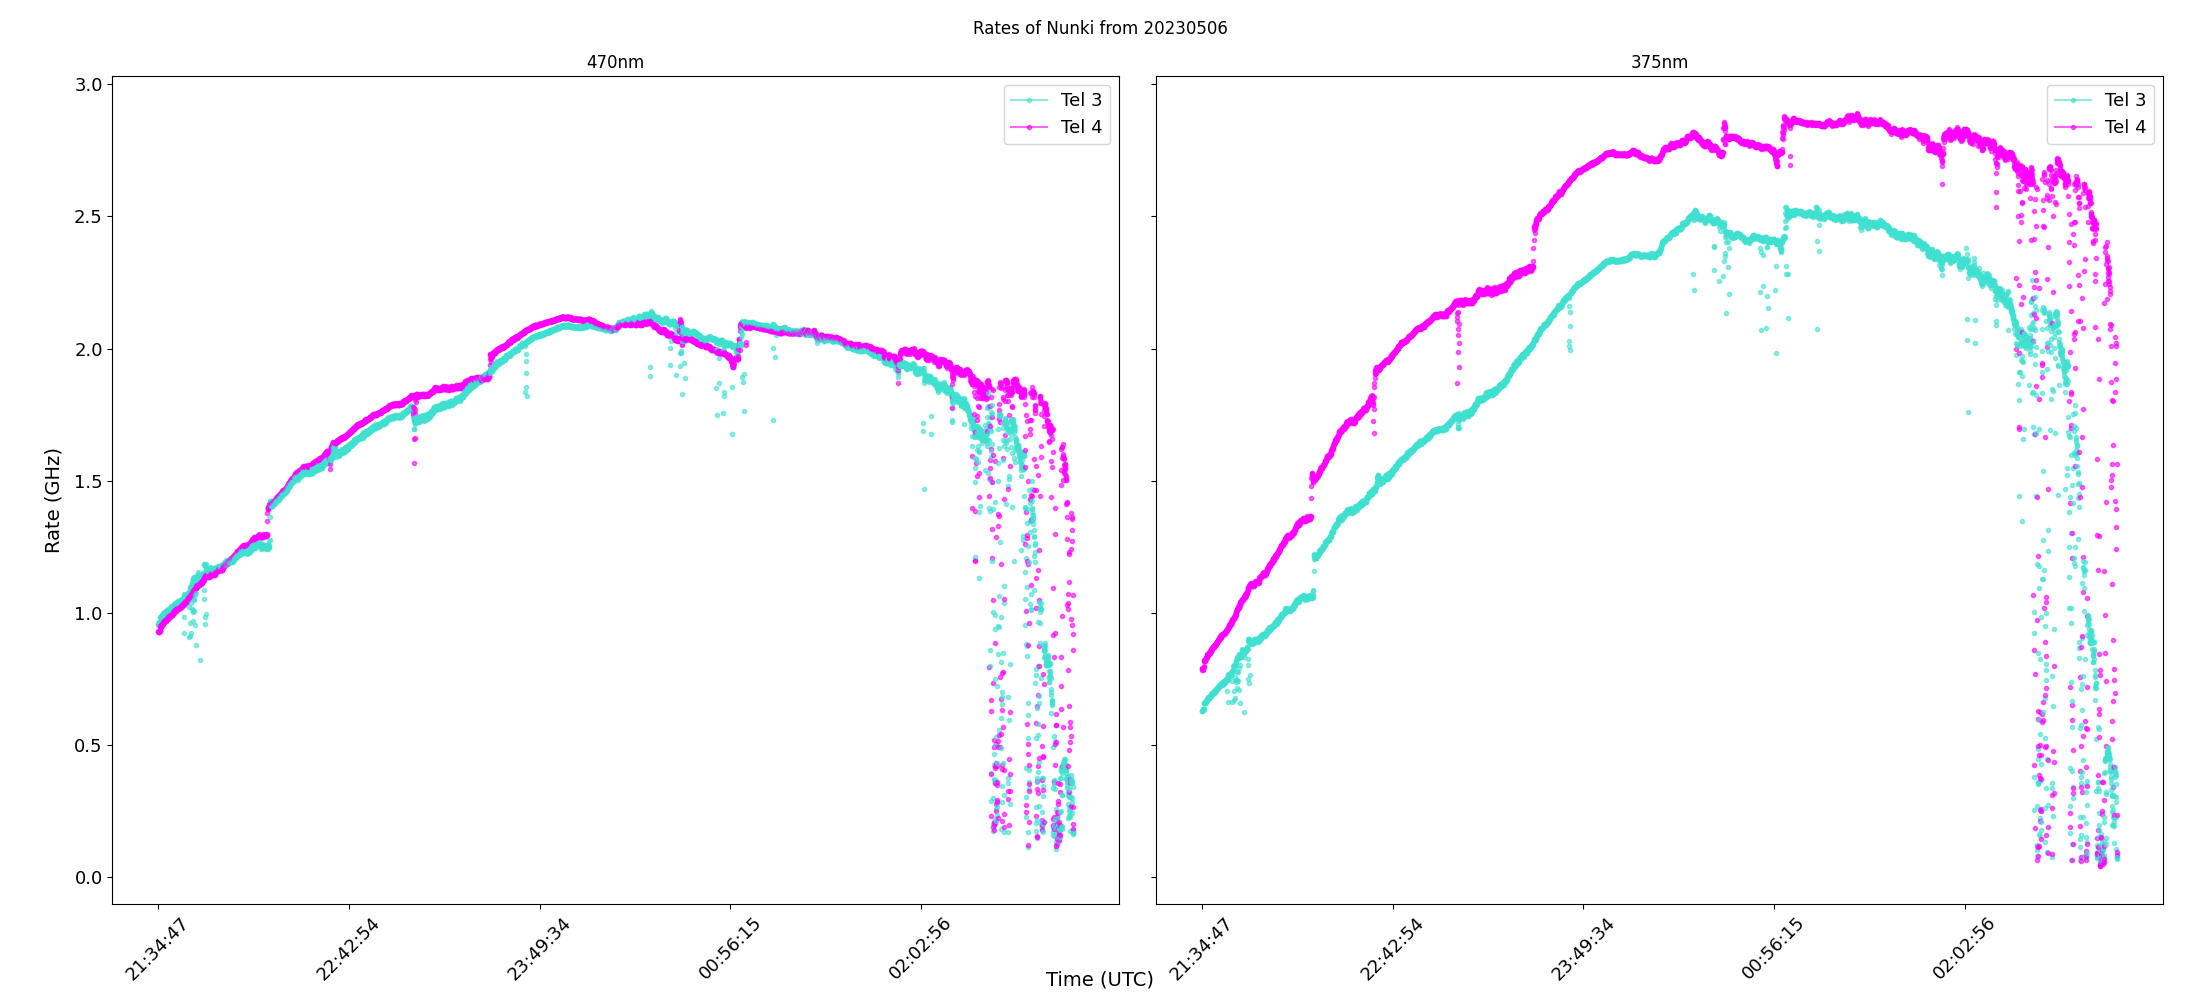 Rates of Nunki from 20230506
470nm
375nm
Tel 3
Tel 4
Tel 3
Tel 4
Rate (GHz)
3.0
2.5
2.0
1.5
1.0
0.5
0.0
21:34:47
22:42:54
23:49:34
00:56:15
02:02:56
21:34:47
22:42:54
23:49:34
00:56:15
02:02:56
Time (UTC)